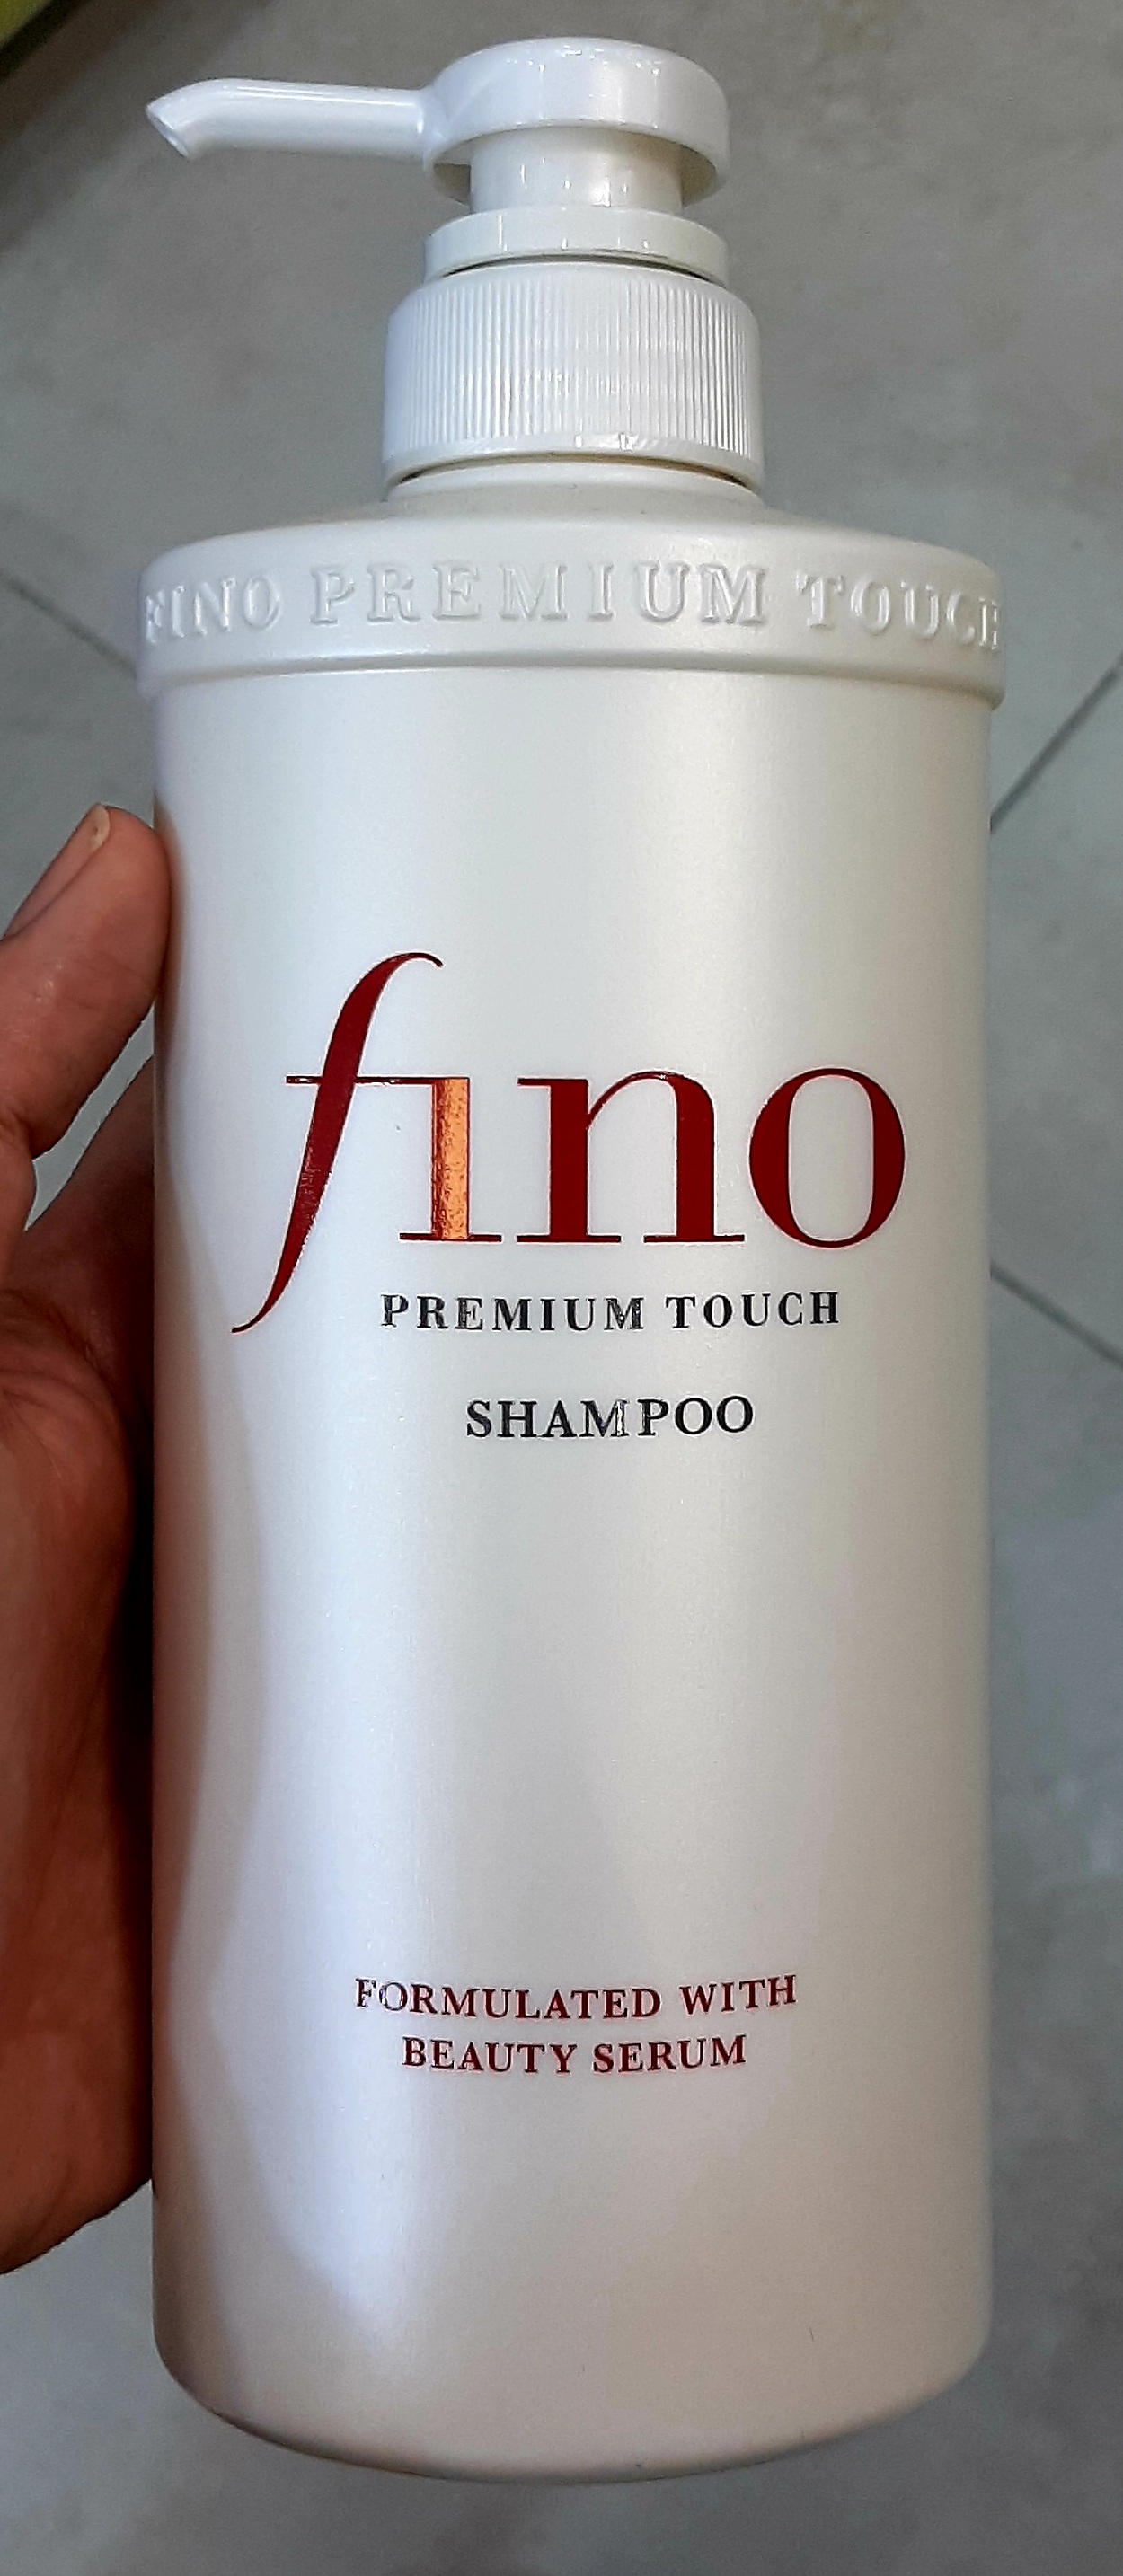 FINO PREMIUM TOUCH
fino
PREMIUM TOUCH
SHAMPOO
FORMULATED WITH
BEAUTY SERUM